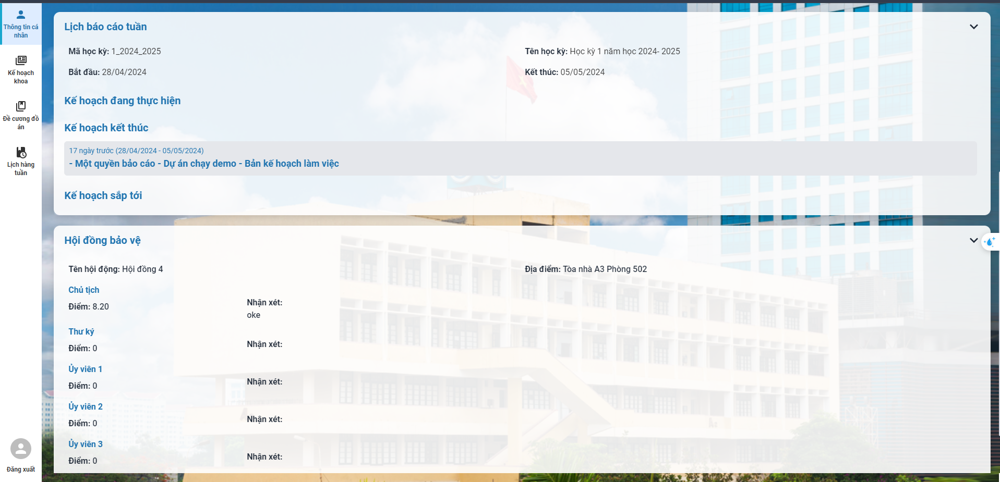 Thông tin cá
nhân
Kế hoạch
khoa
Đề cương đồ
án
Lịch hàng
tuần
Đăng xuất
Lịch báo cáo tuần
Mã học kỳ: 1_2024_2025
Tên học kỳ: Học kỳ 1 năm học 2024- 2025
Bắt đầu: 28/04/2024
Kết thúc: 05/05/2024
Kế hoạch đang thực hiện
Kế hoạch kết thúc
17 ngày trước (28/04/2024 - 05/05/2024)
- Một quyền bảo cáo - Dự án chạy demo - Bản kế hoạch làm việc
Kế hoạch sắp tới
Hội đồng bảo vệ
Tên hội động: Hội đồng 4
Địa điểm: Tòa nhà A3 Phòng 502
Chủ tịch
Điểm: 8.20
Nhận xét:
oke
Thư ký
Điểm: 0
Nhận xét:
Ủy viên 1
Điểm: 0
Nhận xét:
Ủy viên 2
Điểm: 0
Nhận xét:
Ủy viên 3
Điểm: 0
Nhận xét: